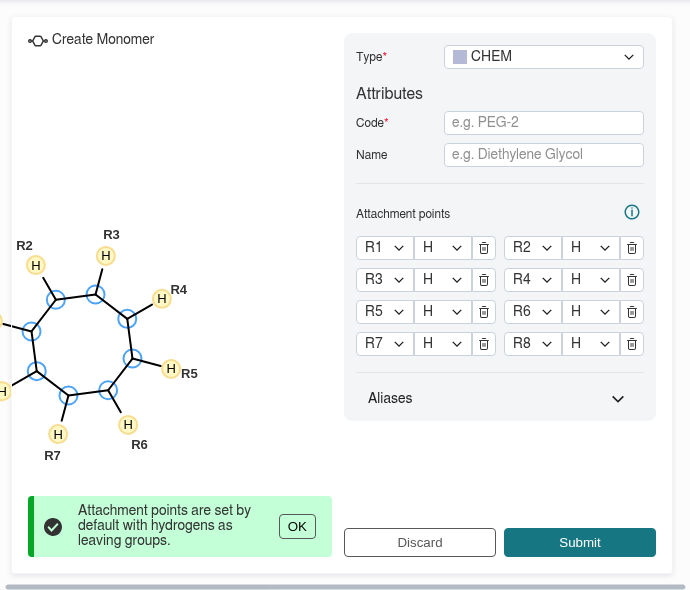 Create Monomer
Type*
CHEM
Attributes
Code*
e.g. PEG-2
Name
e.g. Diethylene Glycol
Attachment points
R1 H R2 H
R3 H R4 H
R5 H R6 H
R7 H R8 H
Aliases
R3
R2
H
H
R4
H
H R5
H
H
H
R6
R7
Attachment points are set by
default with hydrogens as
leaving groups.
OK
Discard
Submit